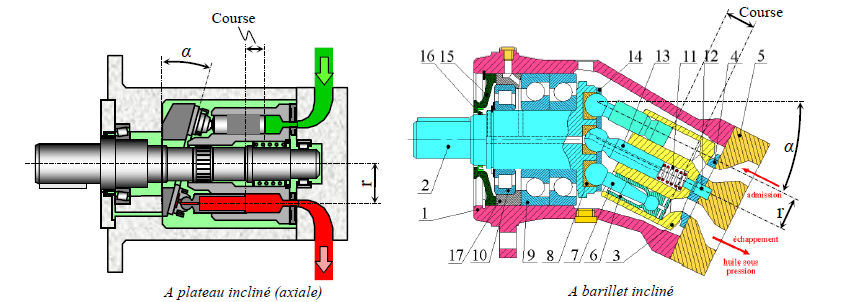 Course
α
r
A plateau incliné (axiale)
Course
16 15 14 13 11 12 4 5
α
2
r
admission
échappement
huile sous
pression
1
17 10 9 8 7 6 3
A barillet incliné